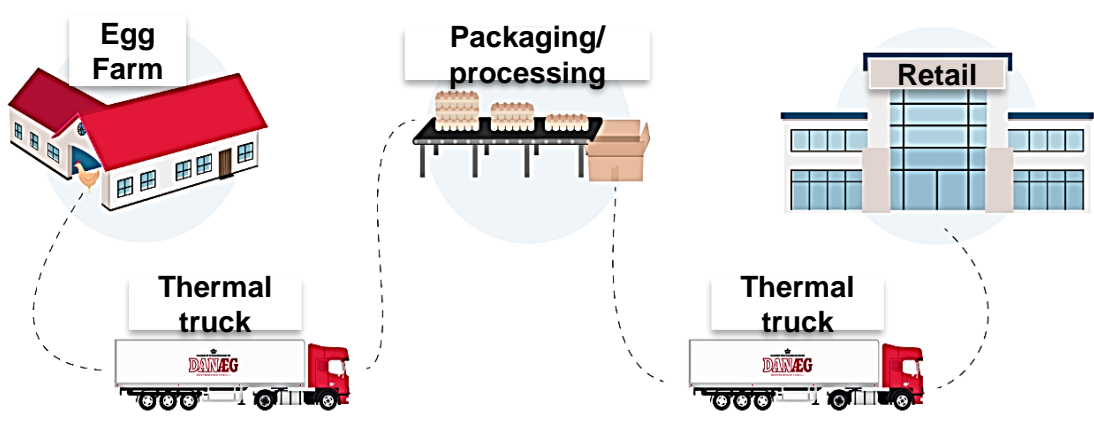 Egg
Farm
Packaging/
processing
Retail
Thermal
truck
DANÆG
Thermal
truck
DANÆG